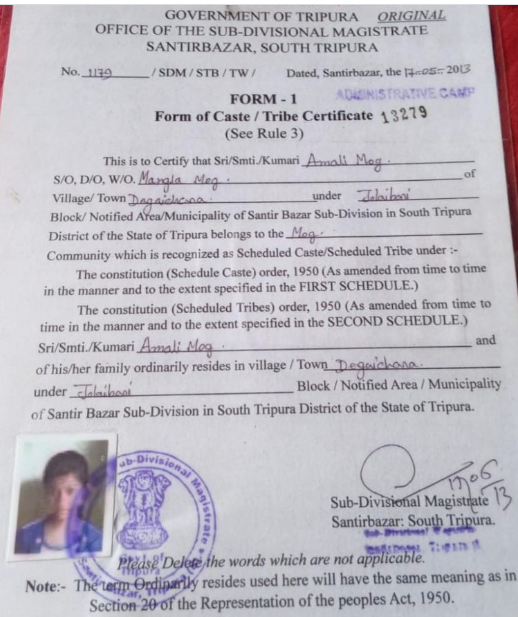 GOVERNMENT OF TRIPURA ORIGINAL
OFFICE OF THE SUB-DIVISIONAL MAGISTRATE
SANTIRBAZAR, SOUTH TRIPURA
No. 1179 / SDM / STB / TW / Dated, Santirbazar, the 17-05- 2013
ADMINISTRATIVE CAMP
FORM - 1
Form of Caste / Tribe Certificate 13279
(See Rule 3)
This is to Certify that Sri/Smti./Kumari Amali Mog.
S/O, D/O, W/O. Mangla Mog. of
Village/ Town Degaichara under Jolaibari
Block/ Notified Area/Municipality of Santir Bazar Sub-Division in South Tripura
District of the State of Tripura belongs to the Mog.
Community which is recognized as Scheduled Caste/Scheduled Tribe under :-
The constitution (Schedule Caste) order, 1950 (As amended from time to time
in the manner and to the extent specified in the FIRST SCHEDULE.)
The constitution (Scheduled Tribes) order, 1950 (As amended from time to
time in the manner and to the extent specified in the SECOND SCHEDULE.)
Sri/Smti./Kumari Amali Mog. and
of his/her family ordinarily resides in village / Town Degaichara.
under Jolaibari Block / Notified Area / Municipality
of Santir Bazar Sub-Division in South Tripura District of the State of Tripura.
Sub-Divisional Magistrate
17/05/13
Sub-Divisional Magistrate
Santirbazar: South Tripura.
Please Delete the words which are not applicable.
Note:- The term Ordinarily resides used here will have the same meaning as in
Section 20 of the Representation of the peoples Act, 1950.